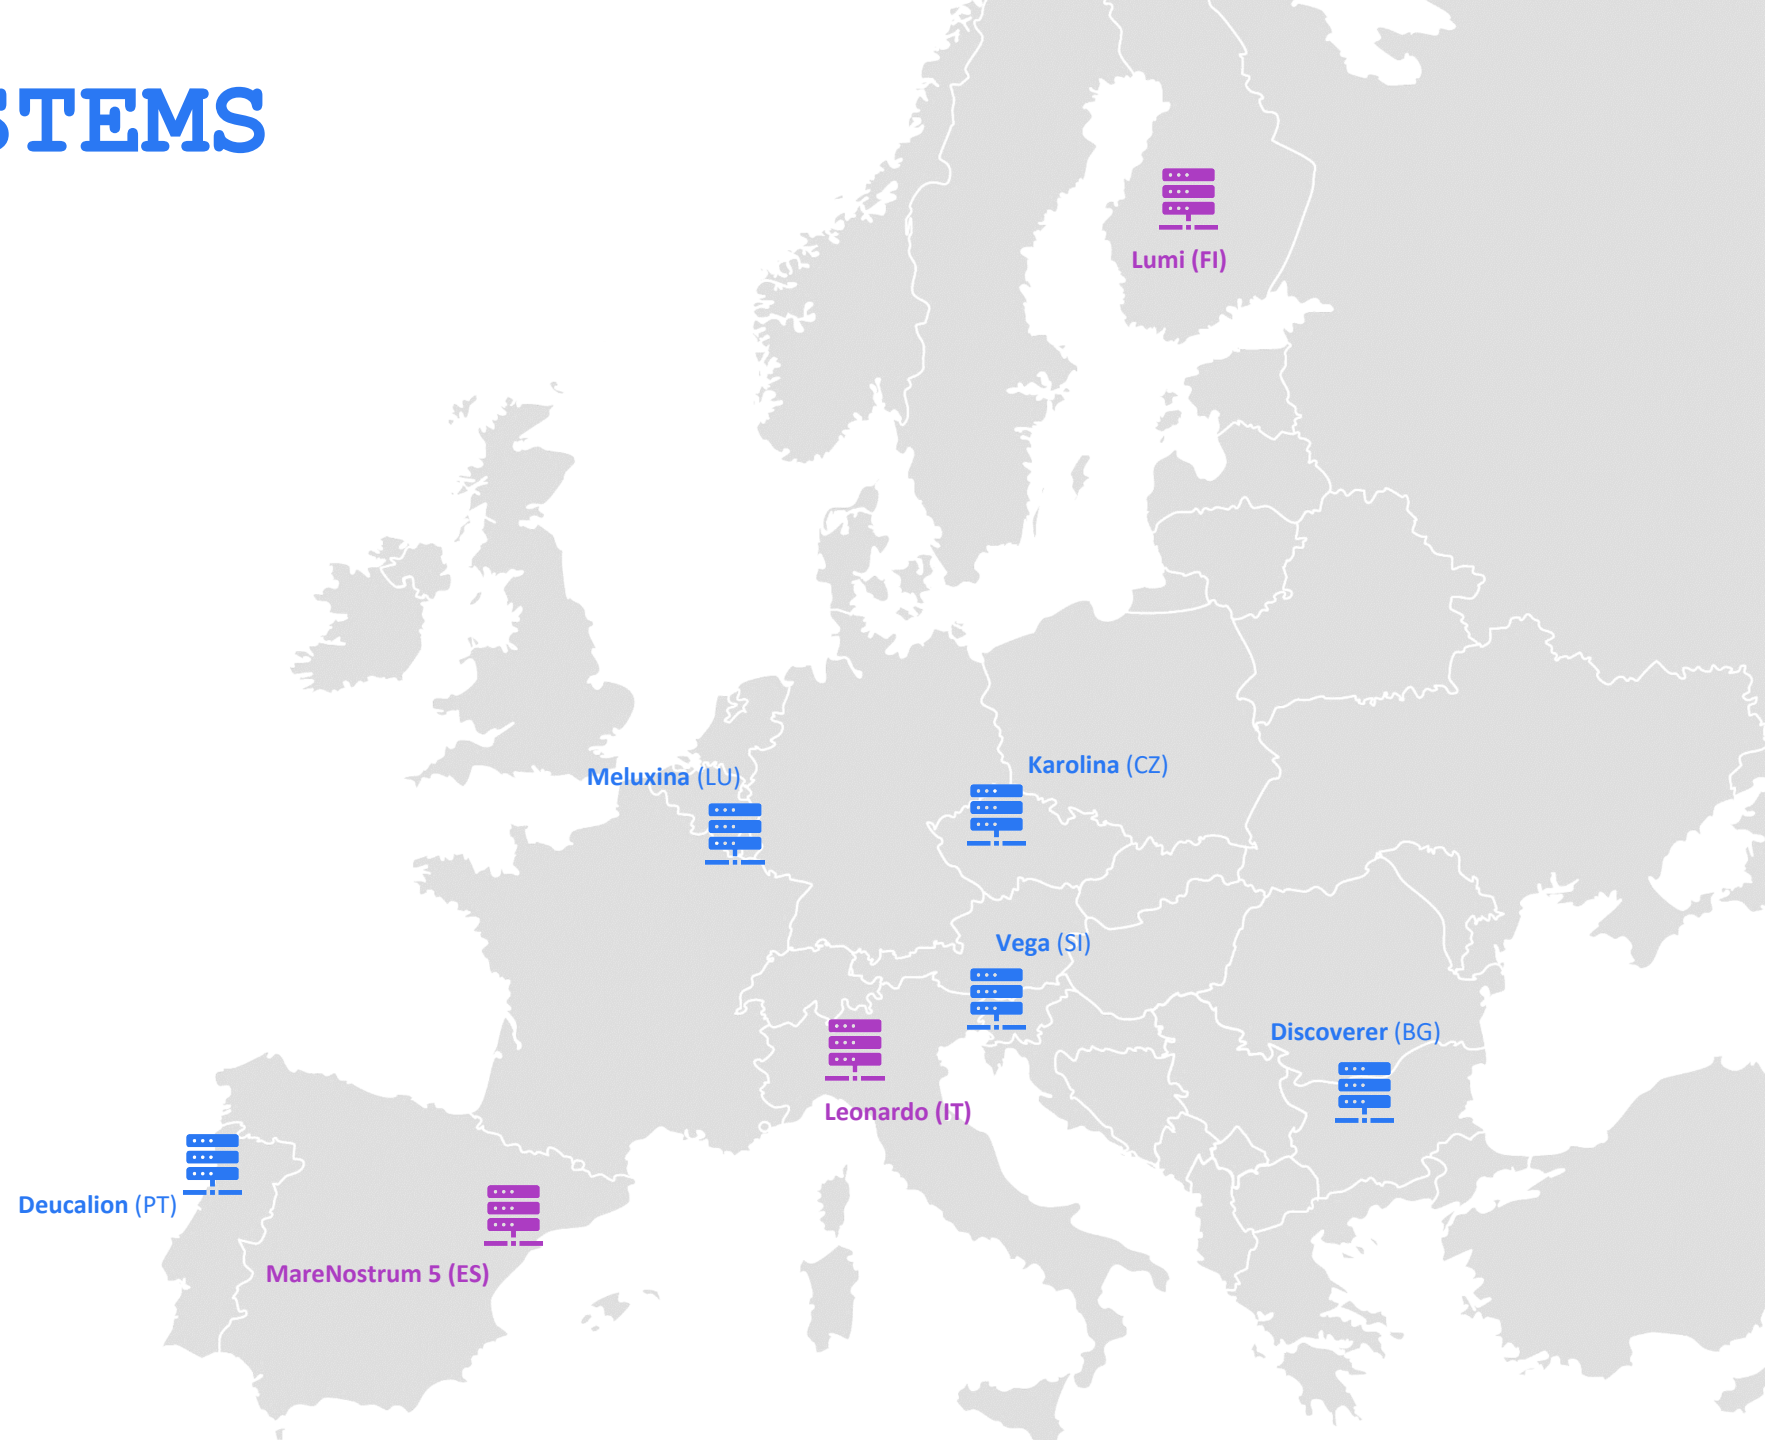 STEMS
Lumi (FI)
Karolina (CZ)
Meluxina (LU)
Vega (SI)
Discoverer (BG)
Leonardo (IT)
Deucalion (PT)
MareNostrum 5 (ES)